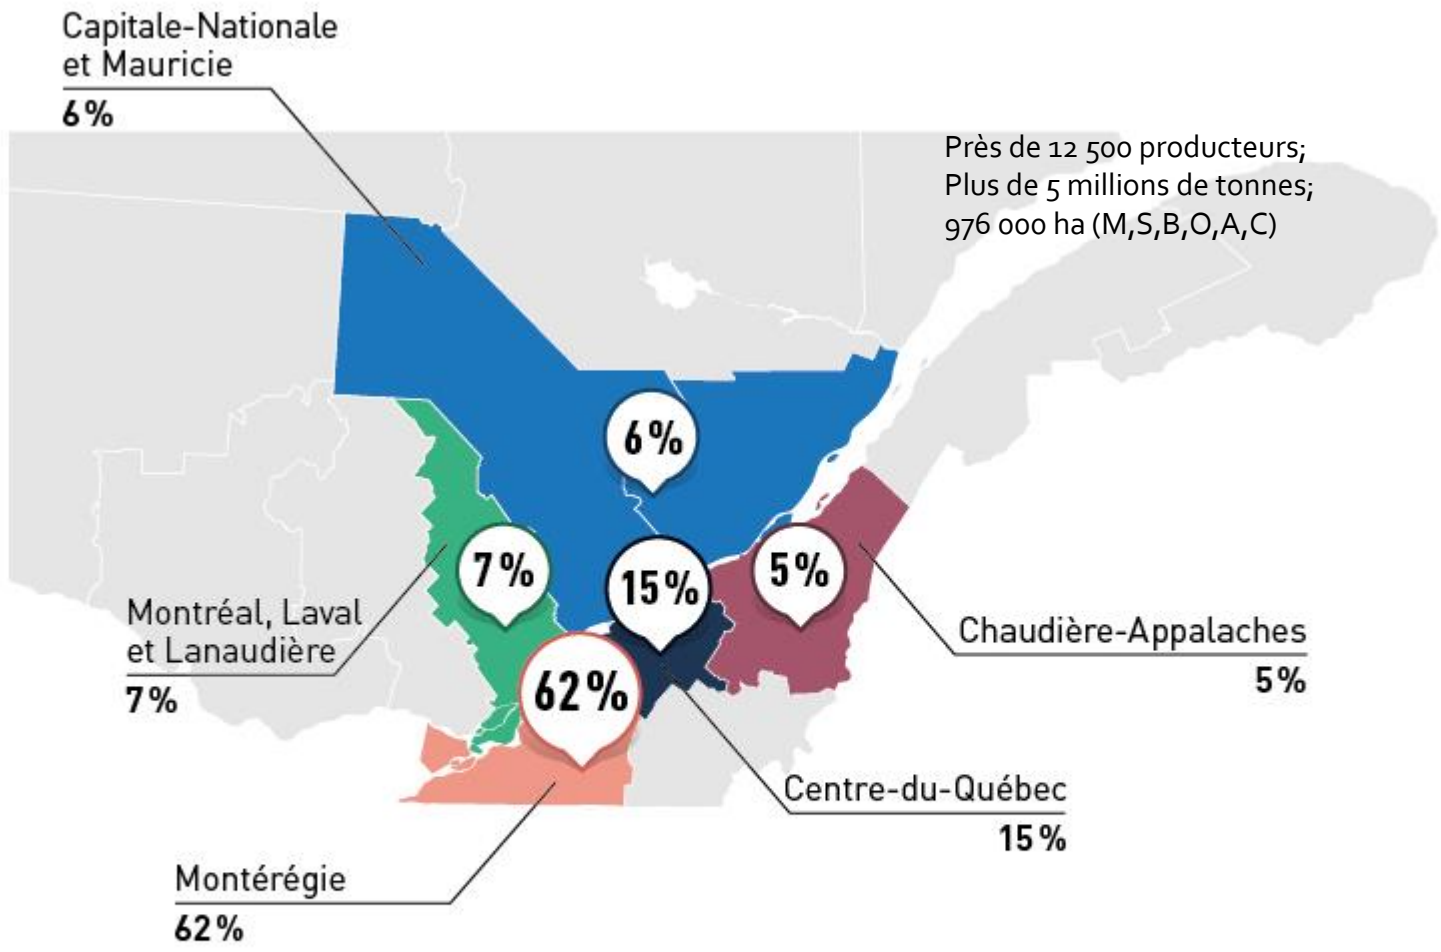 Capitale-Nationale
et Mauricie
6%
Près de 12 500 producteurs;
Plus de 5 millions de tonnes;
976 000 ha (M,S,B,O,A,C)
6%
7%
15%
5%
Montréal, Laval
et Lanaudière
7%
Chaudière-Appalaches
5%
62%
Centre-du-Québec
15%
Montérégie
62%